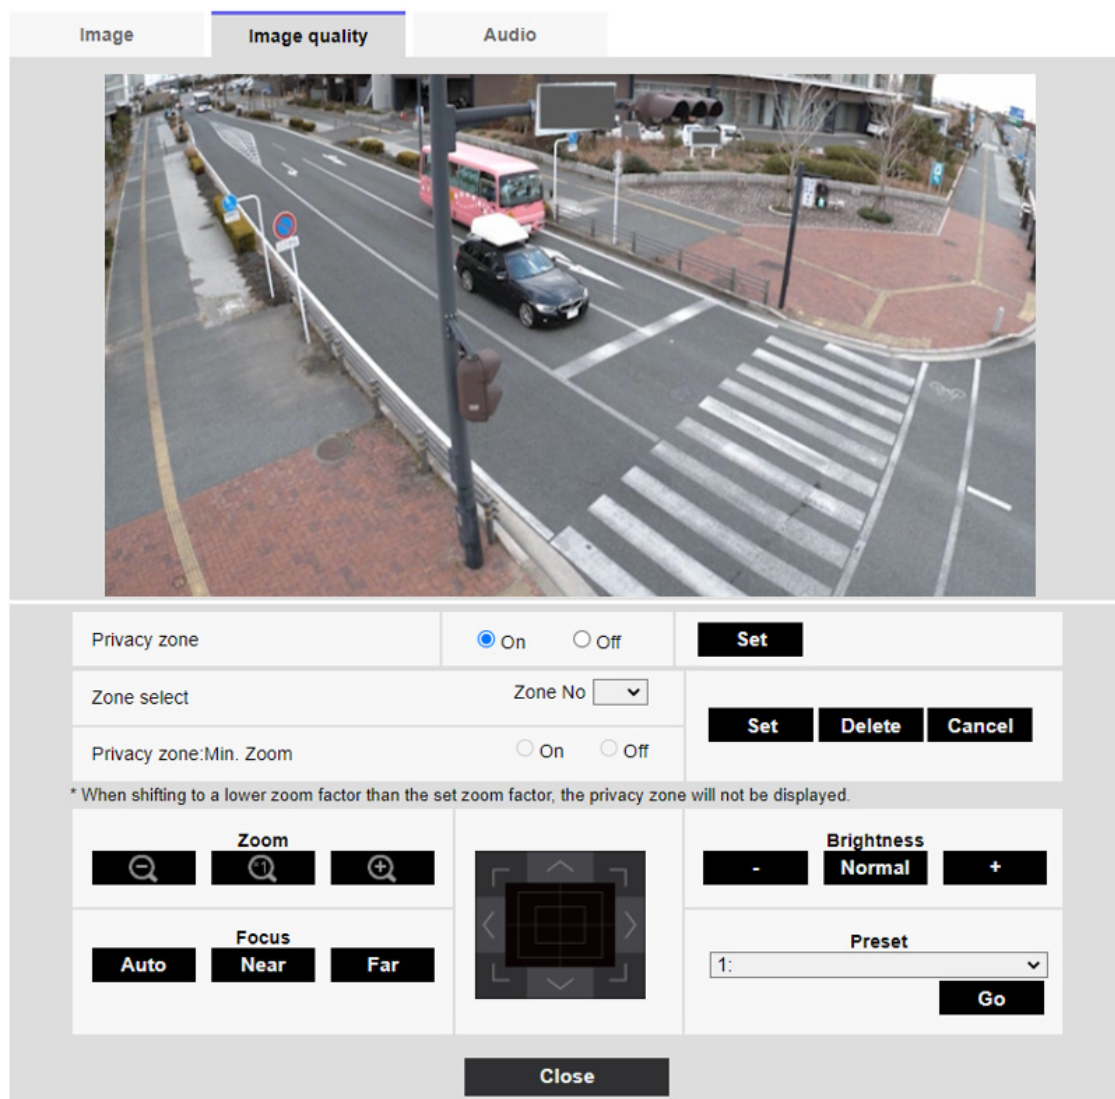 Image Image quality Audio
Privacy zone On Off Set
Zone select Zone No
Set Delete Cancel
Privacy zone:Min. Zoom On Off
* When shifting to a lower zoom factor than the set zoom factor, the privacy zone will not be displayed.
Zoom
*1
Brightness
- Normal +
Focus
Auto Near Far
Preset
1:
Go
Close